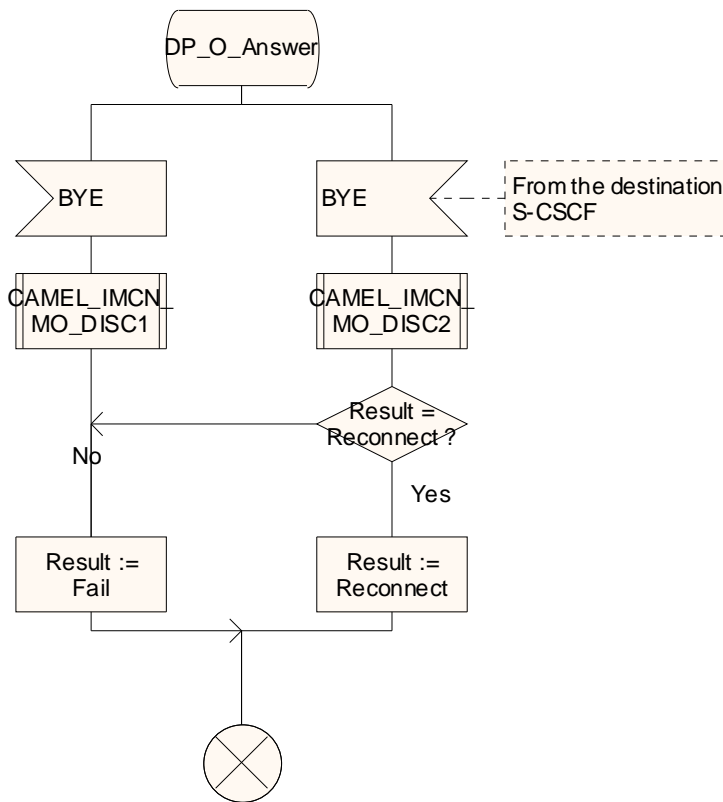 DP_O_Answer
BYE
BYE
From the destination
S-CSCF
CAMEL_IMCN_
MO_DISC1
CAMEL_IMCN_
MO_DISC2
Result =
Reconnect ?
No
Yes
Result :=
Fail
Result :=
Reconnect